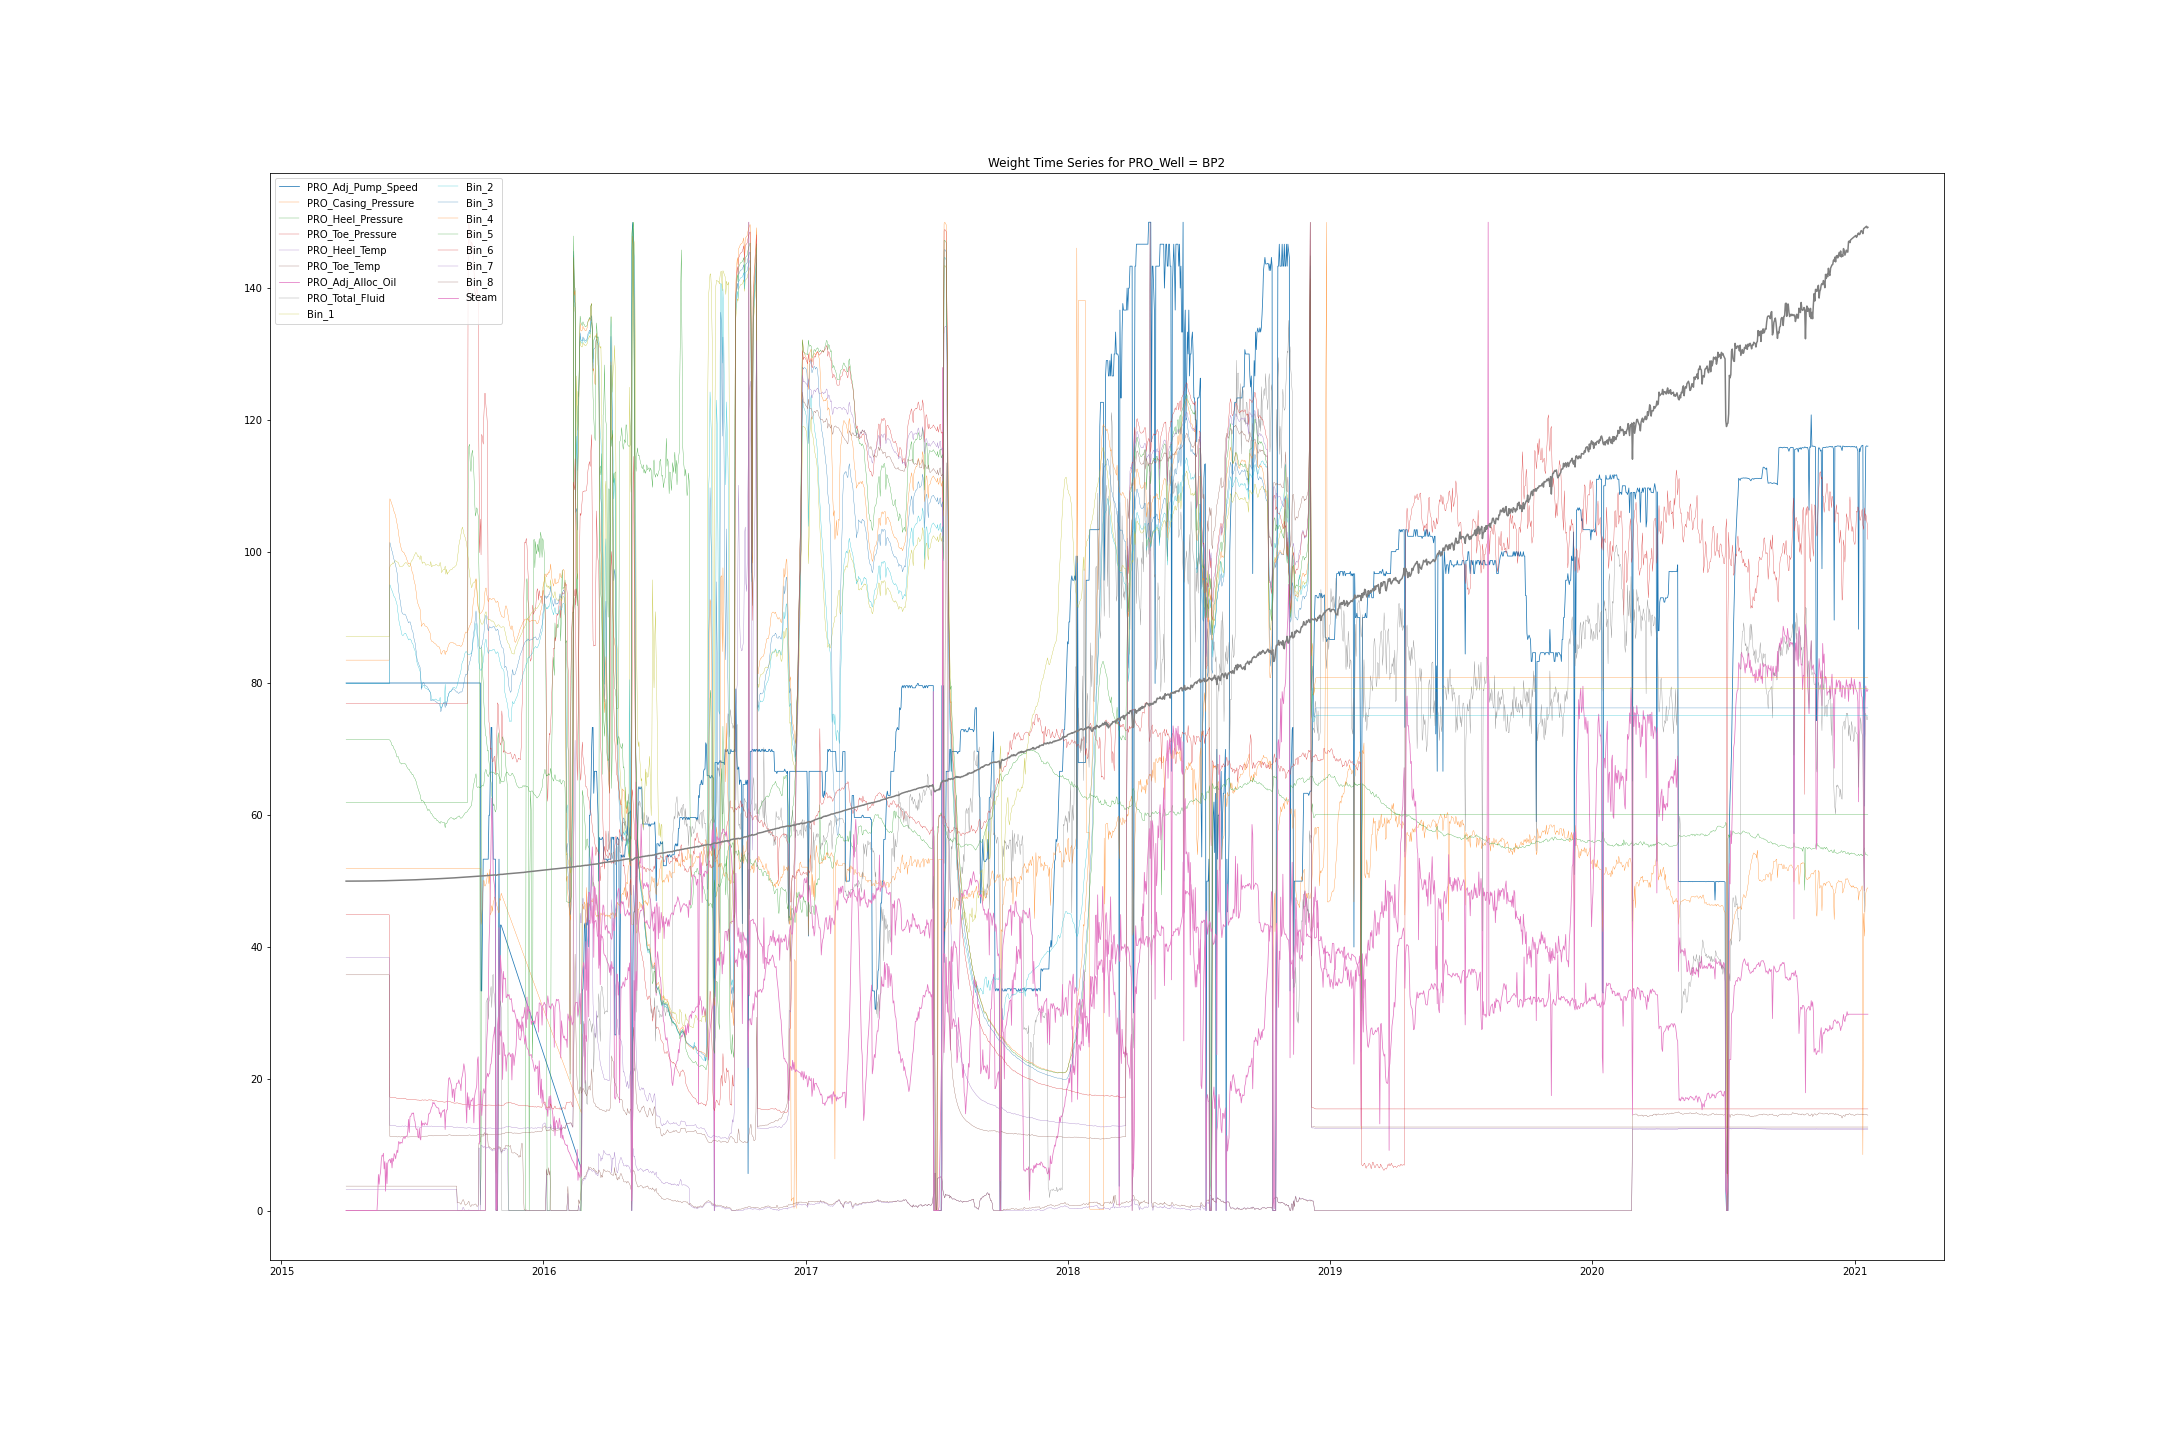 Weight Time Series for PRO_Well = BP2
PRO_Adj_Pump_Speed
PRO_Casing_Pressure
PRO_Heel_Pressure
PRO_Toe_Pressure
PRO_Heel_Temp
PRO_Toe_Temp
PRO_Adj_Alloc_Oil
PRO_Total_Fluid
Bin_1
Bin_2
Bin_3
Bin_4
Bin_5
Bin_6
Bin_7
Bin_8
Steam
140
120
100
80
60
40
20
0
2015 2016 2017 2018 2019 2020 2021